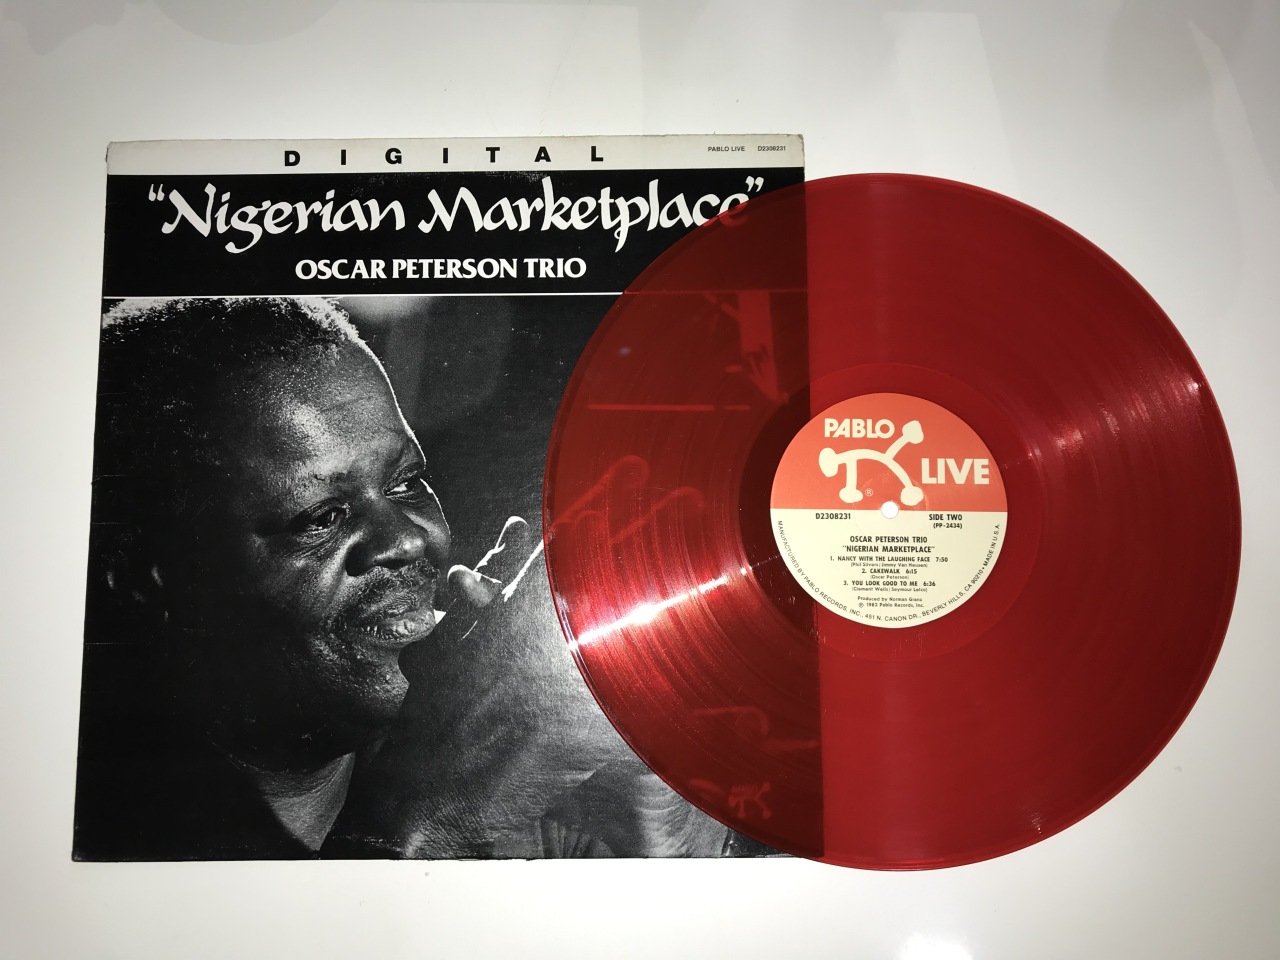 DIGITAL
PABLO LIVE D2308231
"Nigerian Marketplace"
OSCAR PETERSON TRIO
PABLO
LIVE
®
D2308231 SIDE TWO
(PP-2434)
OSCAR PETERSON TRIO
"NIGERIAN MARKETPLACE"
1. NANCY WITH THE LAUGHING FACE 7:50
(Phil Silvers/Jimmy Van Heusen)
2. CAKEWALK 6:15
(Oscar Peterson)
3. YOU LOOK GOOD TO ME 6:36
(Clement Wells/Seymour Lefco)
Produced by Norman Granz
℗ 1982 Pablo Records, Inc.
MANUFACTURED BY PABLO RECORDS, INC., 451 N. CANON DR., BEVERLY HILLS, CA 90210 • MADE IN U.S.A.